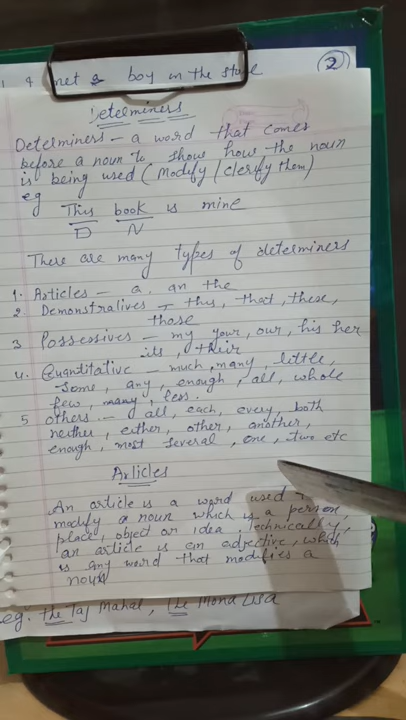 met a boy in the store
2
Determiners
Determiners - a word that comes
before a noun to show how the noun
is being used (Modify / clerify them)
eg
This book is mine
D N
There are many types of determiners
1. Articles - a, an the
2 Demonstratives - this, that, these,
those
3 Possessives - my your, our, his her
its, their
4. Quantitative - much, many, little,
some, any, enough, all, whole
few, many, less.
5 others - all, each, every, both
neither, either, other, another,
enough, most several, one, two etc
Articles
An article is a word used
modify a noun which is a person,
place, object or idea. Technically,
an article is an adjective, which
is any word that modifies a
noun
eg: The Taj Mahal, The Mona Lisa